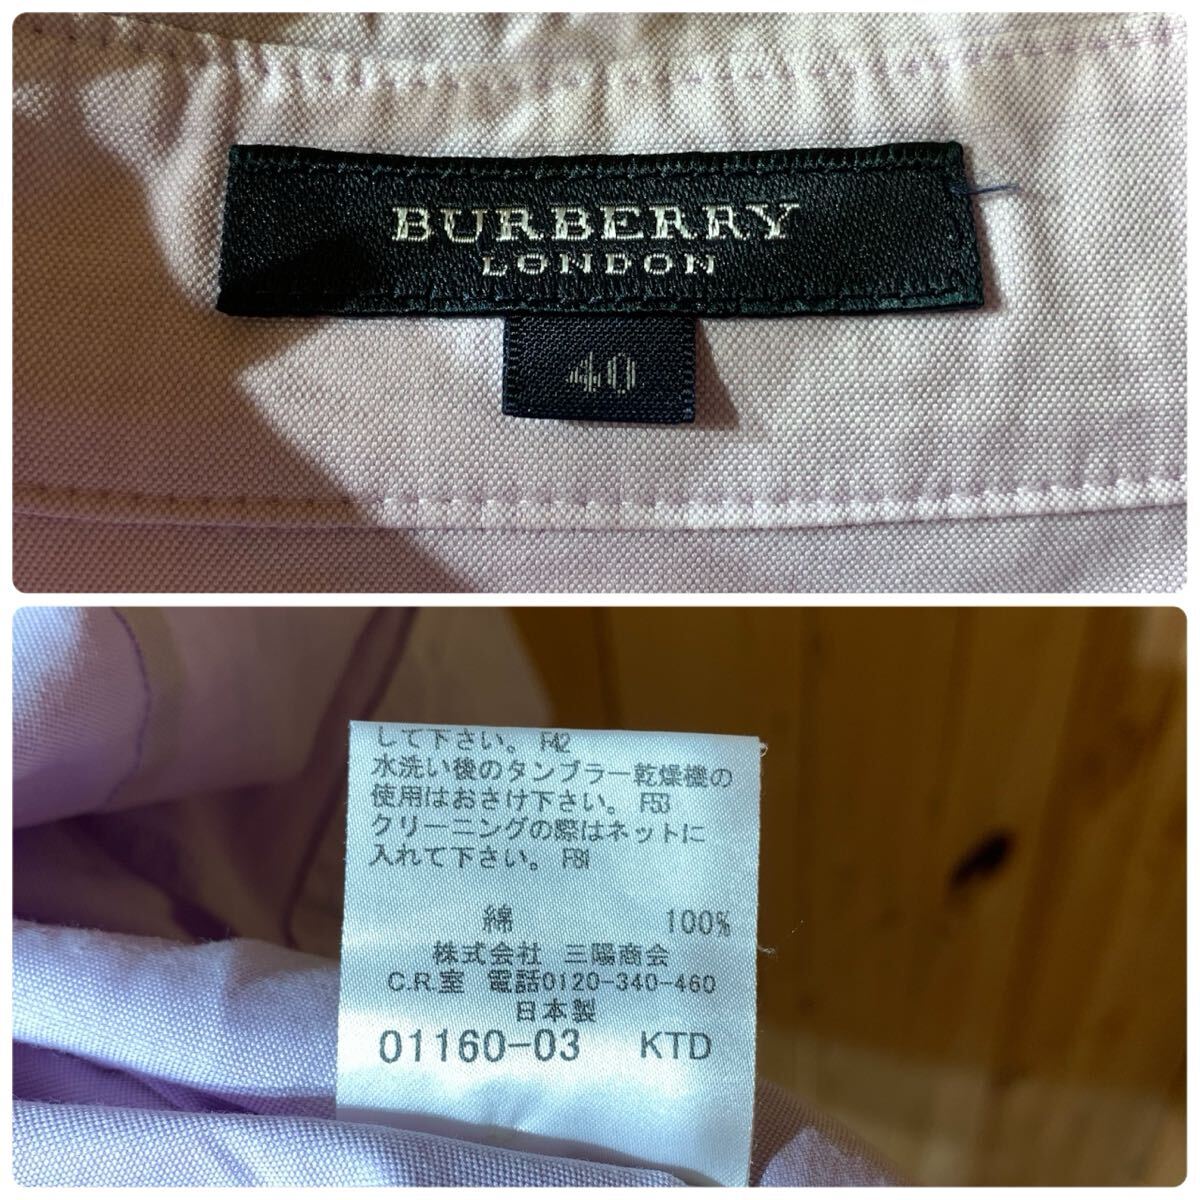 BURBERRY
LONDON
40
して下さい。 F42
水洗い後のタンブラー乾燥機の
使用はおさけ下さい。 F53
クリーニングの際はネットに
入れて下さい。 F81
綿 100%
株式会社 三陽商会
C.R.室 電話0120-340-460
日本製
01160-03 KTD